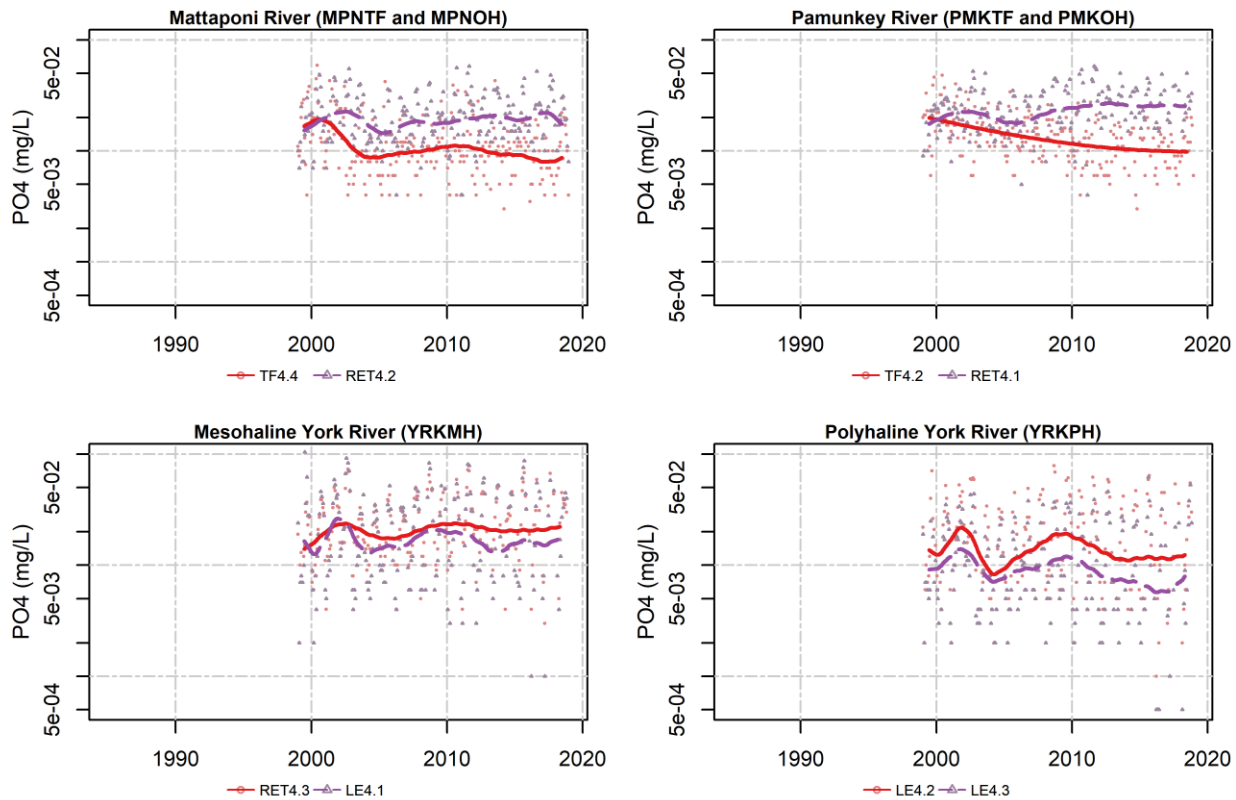 Mattaponi River (MPNTF and MPNOH)
PO4 (mg/L)
5e-02
5e-03
5e-04
1990 2000 2010 2020
TF4.4 RET4.2
Pamunkey River (PMKTF and PMKOH)
PO4 (mg/L)
5e-02
5e-03
5e-04
1990 2000 2010 2020
TF4.2 RET4.1
Mesohaline York River (YRKMH)
PO4 (mg/L)
5e-02
5e-03
5e-04
1990 2000 2010 2020
RET4.3 LE4.1
Polyhaline York River (YRKPH)
PO4 (mg/L)
5e-02
5e-03
5e-04
1990 2000 2010 2020
LE4.2 LE4.3